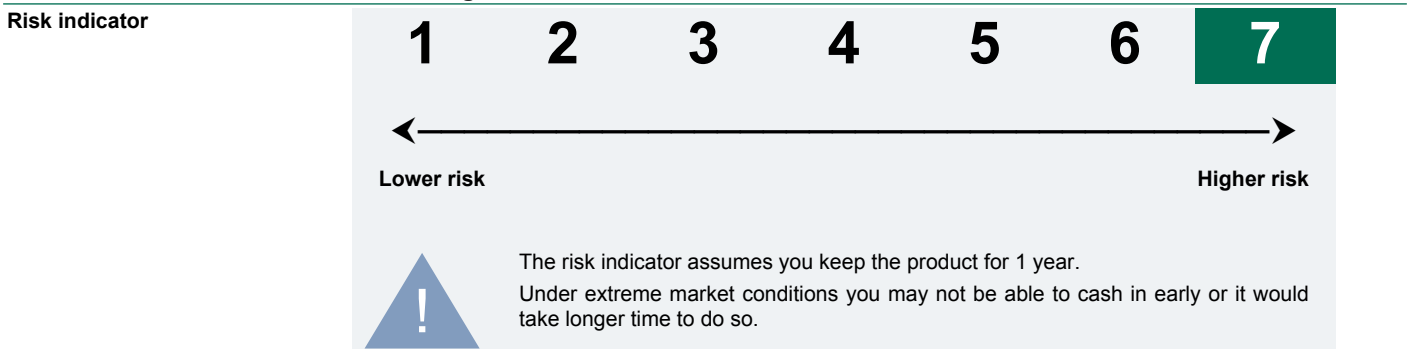 Risk indicator
1 2 3 4 5 6 7
Lower risk Higher risk
!
The risk indicator assumes you keep the product for 1 year.
Under extreme market conditions you may not be able to cash in early or it would
take longer time to do so.